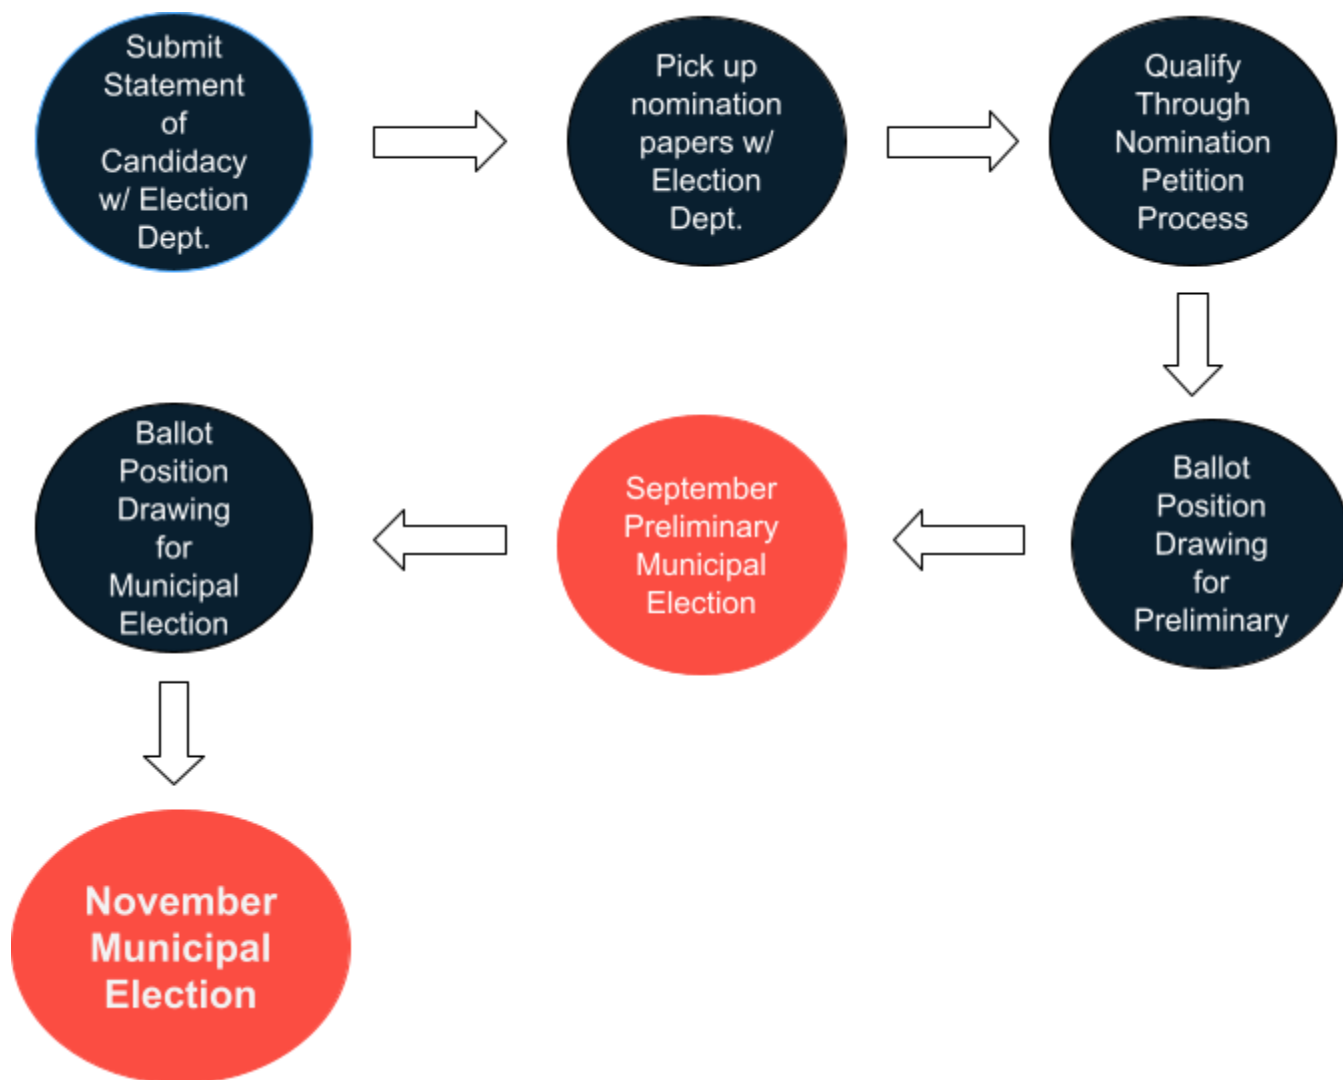 Submit
Statement
of
Candidacy
w/ Election
Dept.
Pick up
nomination
papers w/
Election
Dept.
Qualify
Through
Nomination
Petition
Process
Ballot
Position
Drawing
for
Preliminary
September
Preliminary
Municipal
Election
Ballot
Position
Drawing
for
Municipal
Election
November
Municipal
Election